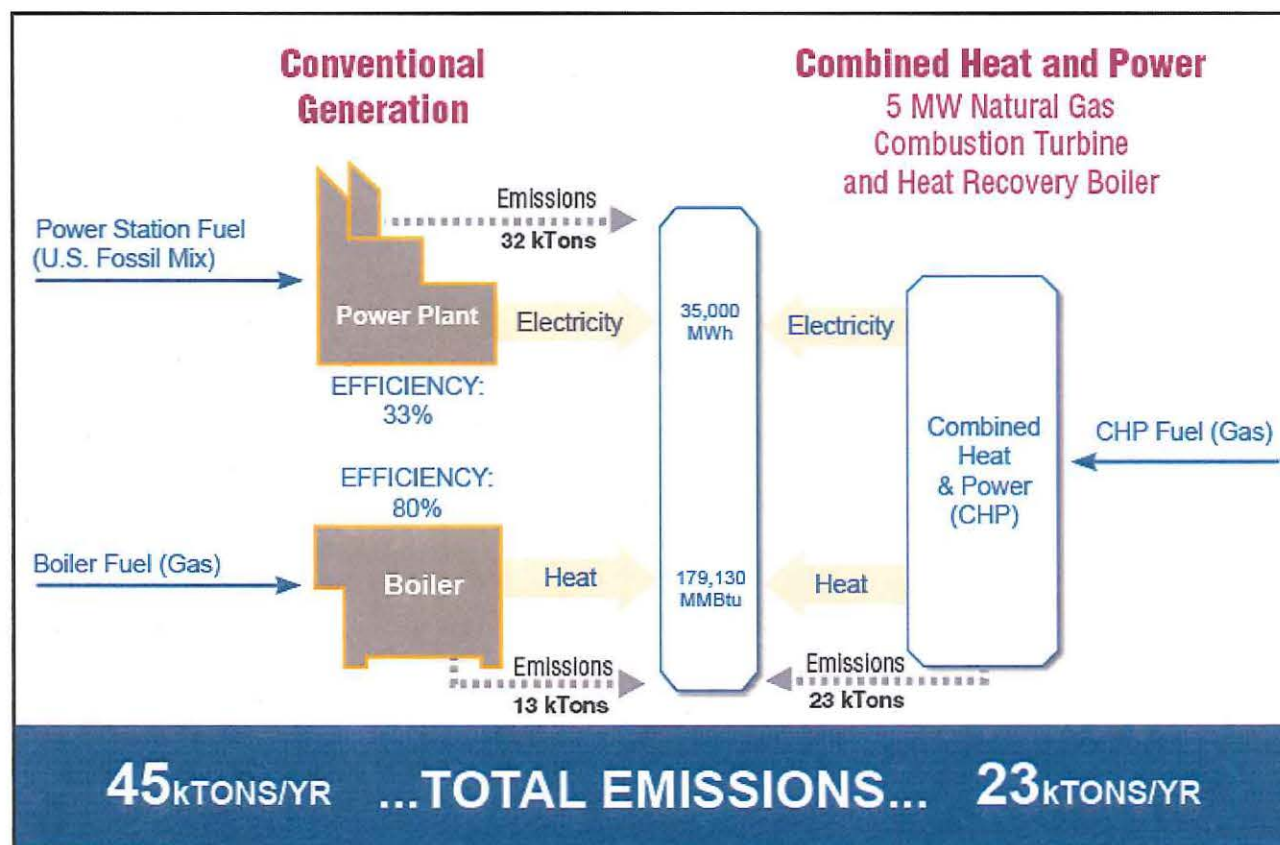 Conventional
Generation
Combined Heat and Power
5 MW Natural Gas
Combustion Turbine
and Heat Recovery Boiler
Power Station Fuel
(U.S. Fossil Mix)
Emissions
32 kTons
Power Plant
Electricity
35,000
MWh
Electricity
EFFICIENCY:
33%
Combined
Heat
& Power
(CHP)
CHP Fuel (Gas)
EFFICIENCY:
80%
Boiler Fuel (Gas)
Boiler
Heat
179,130
MMBtu
Heat
Emissions
13 kTons
Emissions
23 kTons
45kTONS/YR ...TOTAL EMISSIONS... 23kTONS/YR